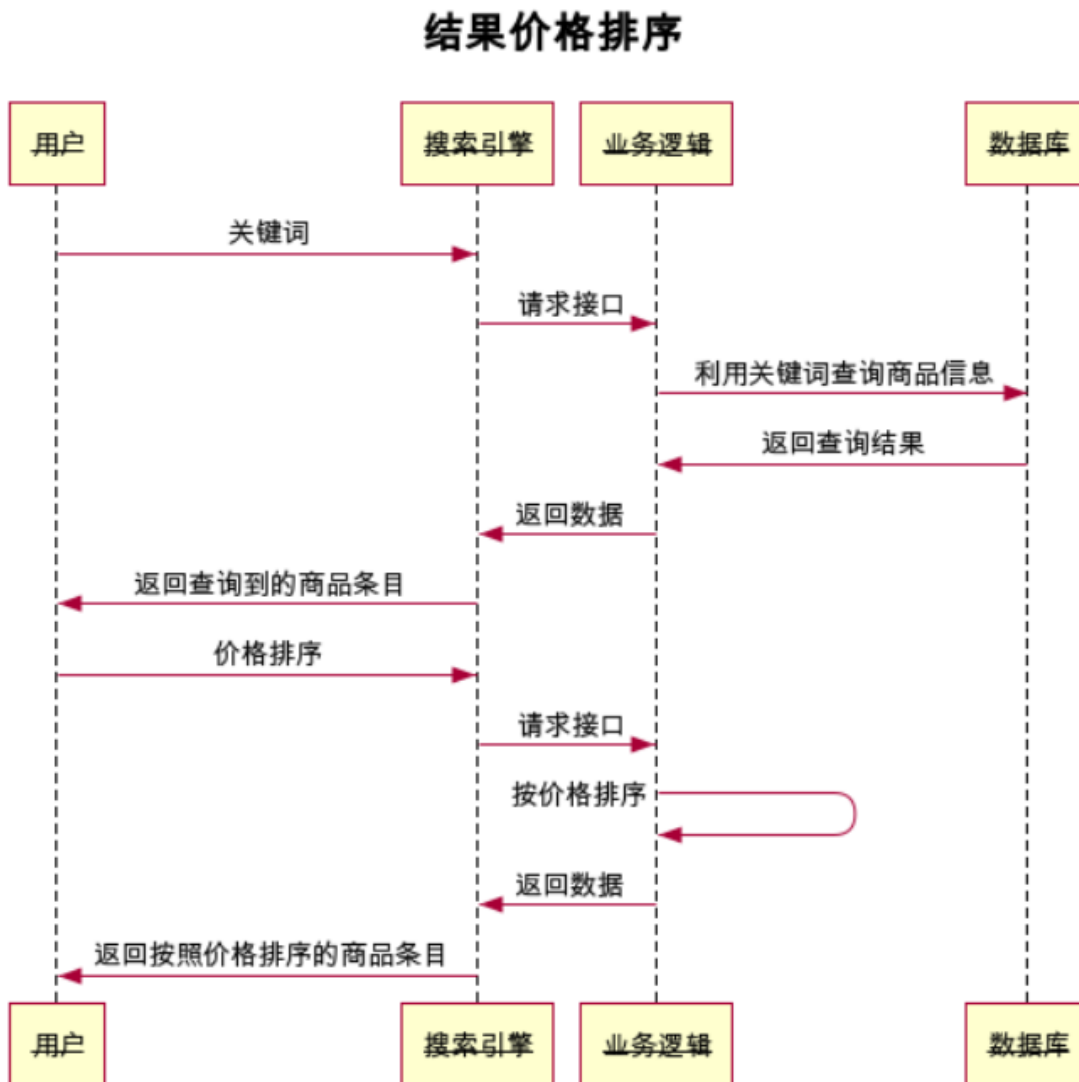 结果价格排序
用户 搜索引擎 业务逻辑 数据库
关键词
请求接口
利用关键词查询商品信息
返回查询结果
返回数据
返回查询到的商品条目
价格排序
请求接口
按价格排序
返回数据
返回按照价格排序的商品条目
用户 搜索引擎 业务逻辑 数据库